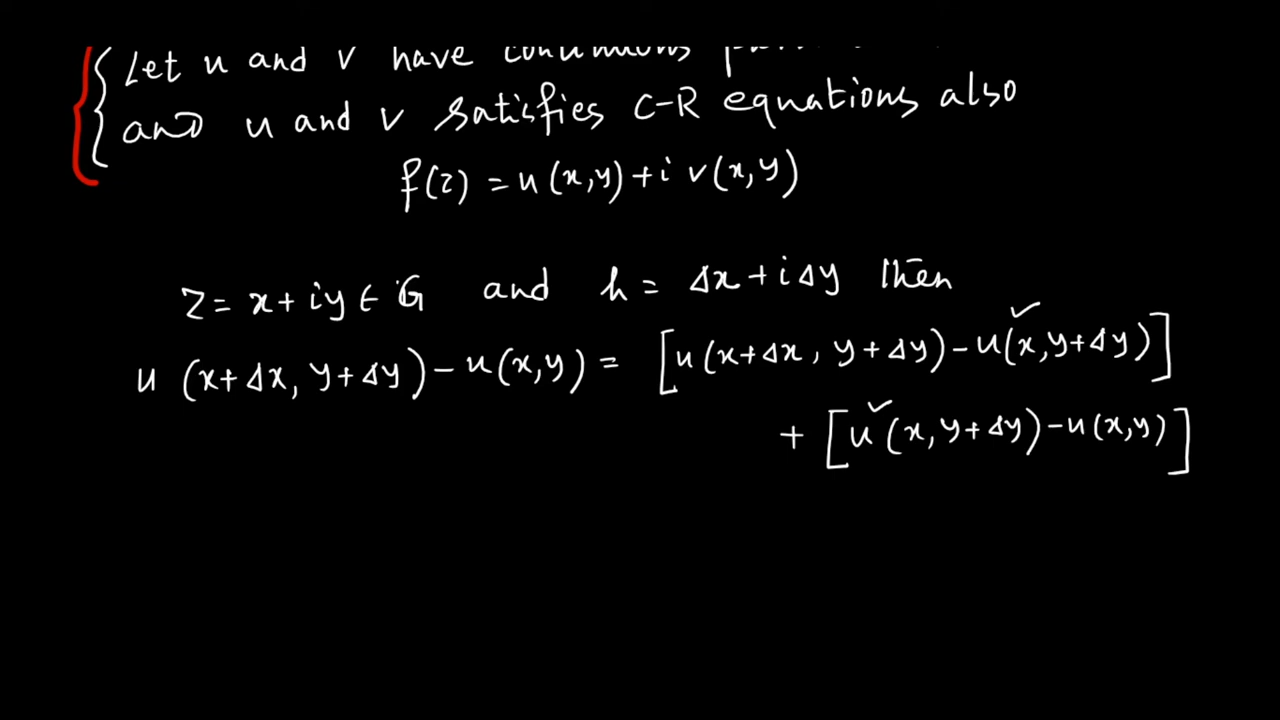 Let u and v have continuous
and u and v satisfies C-R equations also
f(z) = u(x,y) + i v(x,y)
z = x + iy ∈ G and h = Δx + iΔy then
u (x+Δx, y+Δy) - u(x,y) = [u(x+Δx, y+Δy) - u(x,y+Δy)]
+ [u(x,y+Δy) - u(x,y)]